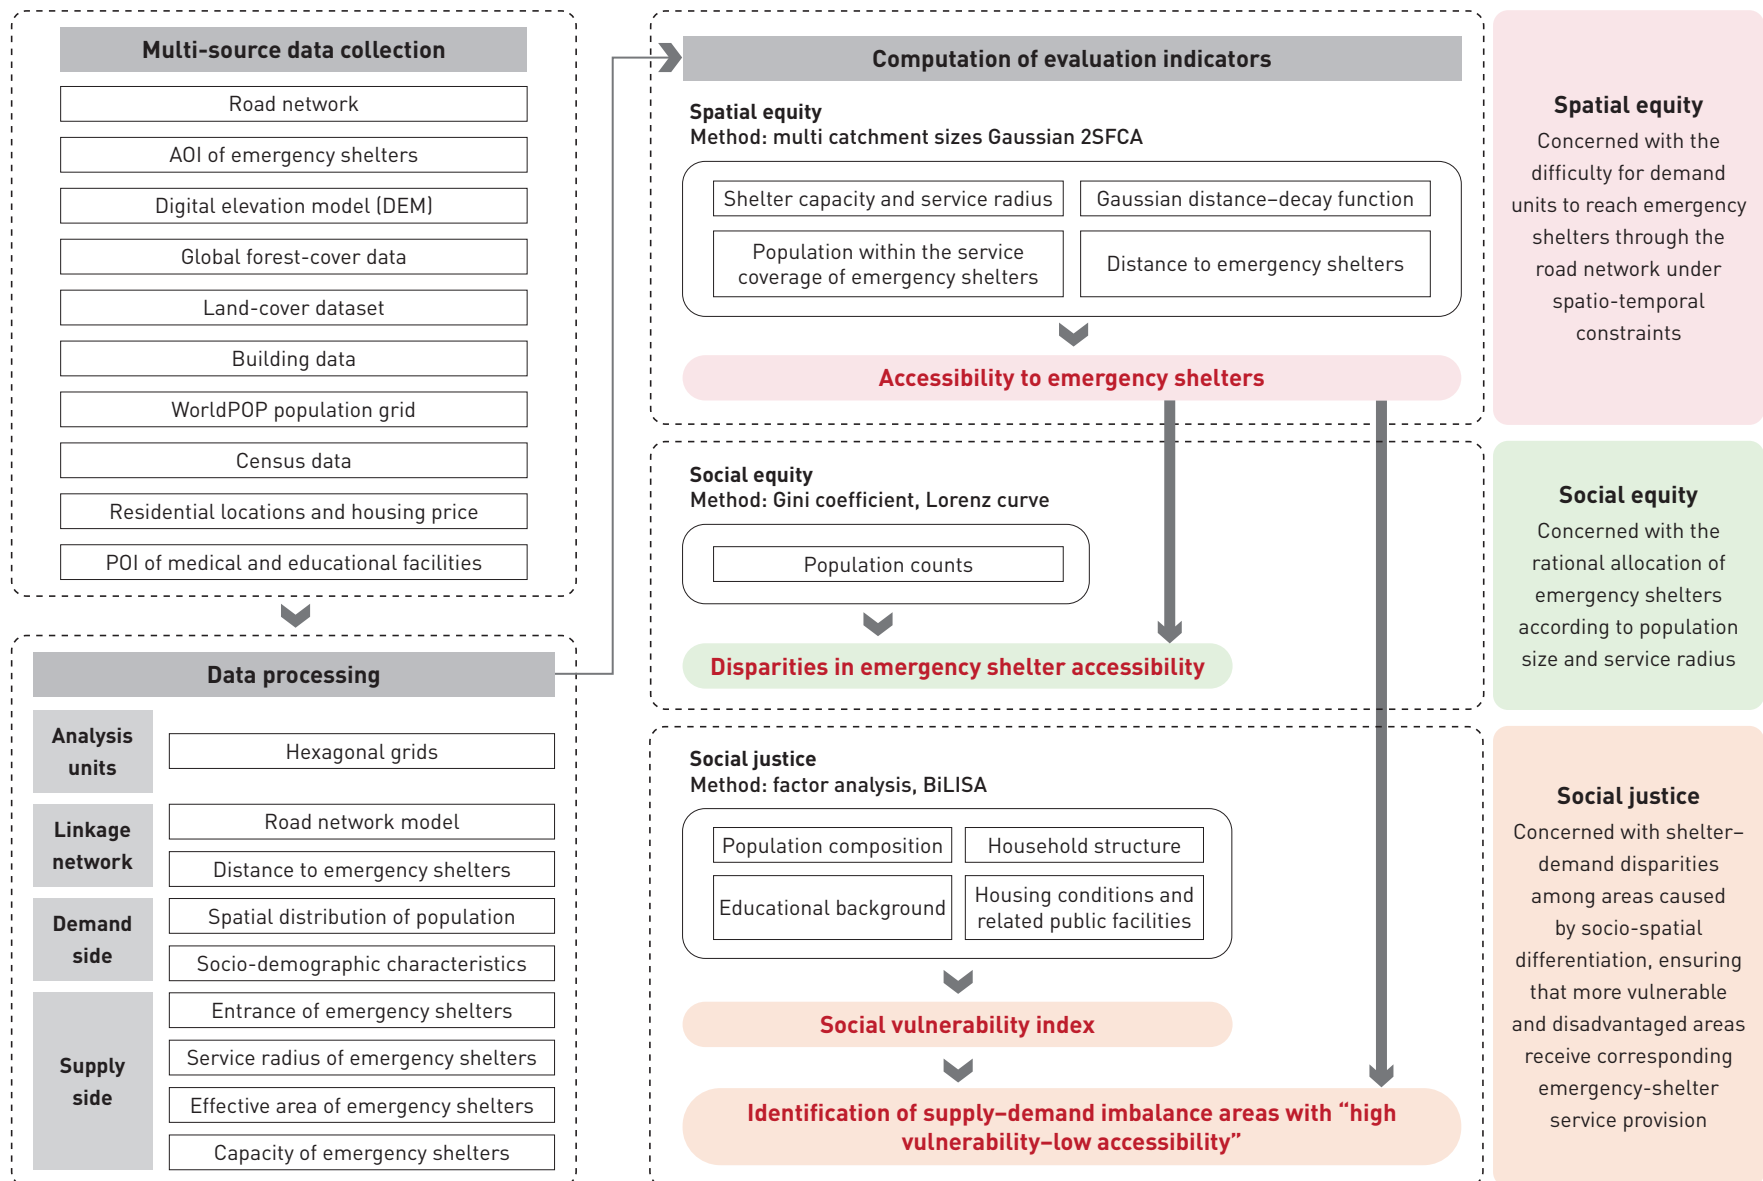 Multi-source data collection
Road network
AOI of emergency shelters
Digital elevation model (DEM)
Global forest-cover data
Land-cover dataset
Building data
WorldPOP population grid
Census data
Residential locations and housing price
POI of medical and educational facilities
Data processing
Analysis
units
Hexagonal grids
Linkage
network
Road network model
Distance to emergency shelters
Demand
side
Spatial distribution of population
Socio-demographic characteristics
Supply
side
Entrance of emergency shelters
Service radius of emergency shelters
Effective area of emergency shelters
Capacity of emergency shelters
Computation of evaluation indicators
Spatial equity
Method: multi catchment sizes Gaussian 2SFCA
Shelter capacity and service radius
Gaussian distance–decay function
Population within the service
coverage of emergency shelters
Distance to emergency shelters
Accessibility to emergency shelters
Social equity
Method: Gini coefficient, Lorenz curve
Population counts
Disparities in emergency shelter accessibility
Social justice
Method: factor analysis, BiLISA
Population composition
Household structure
Educational background
Housing conditions and
related public facilities
Social vulnerability index
Identification of supply–demand imbalance areas with “high
vulnerability–low accessibility”
Spatial equity
Concerned with the
difficulty for demand
units to reach emergency
shelters through the
road network under
spatio-temporal
constraints
Social equity
Concerned with the
rational allocation of
emergency shelters
according to population
size and service radius
Social justice
Concerned with shelter–
demand disparities
among areas caused
by socio-spatial
differentiation, ensuring
that more vulnerable
and disadvantaged areas
receive corresponding
emergency-shelter
service provision